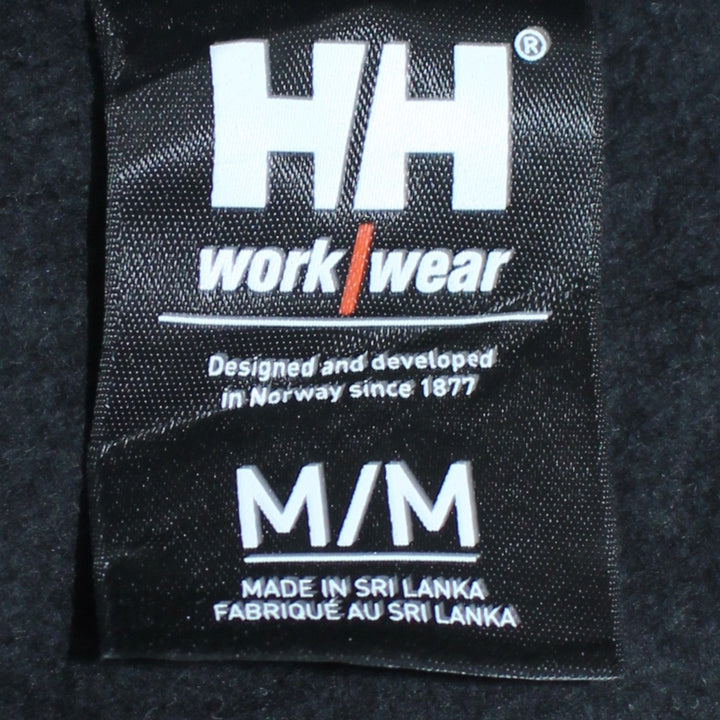 HH®
work/wear
Designed and developed
in Norway since 1877
M/M
MADE IN SRI LANKA
FABRIQUÉ AU SRI LANKA